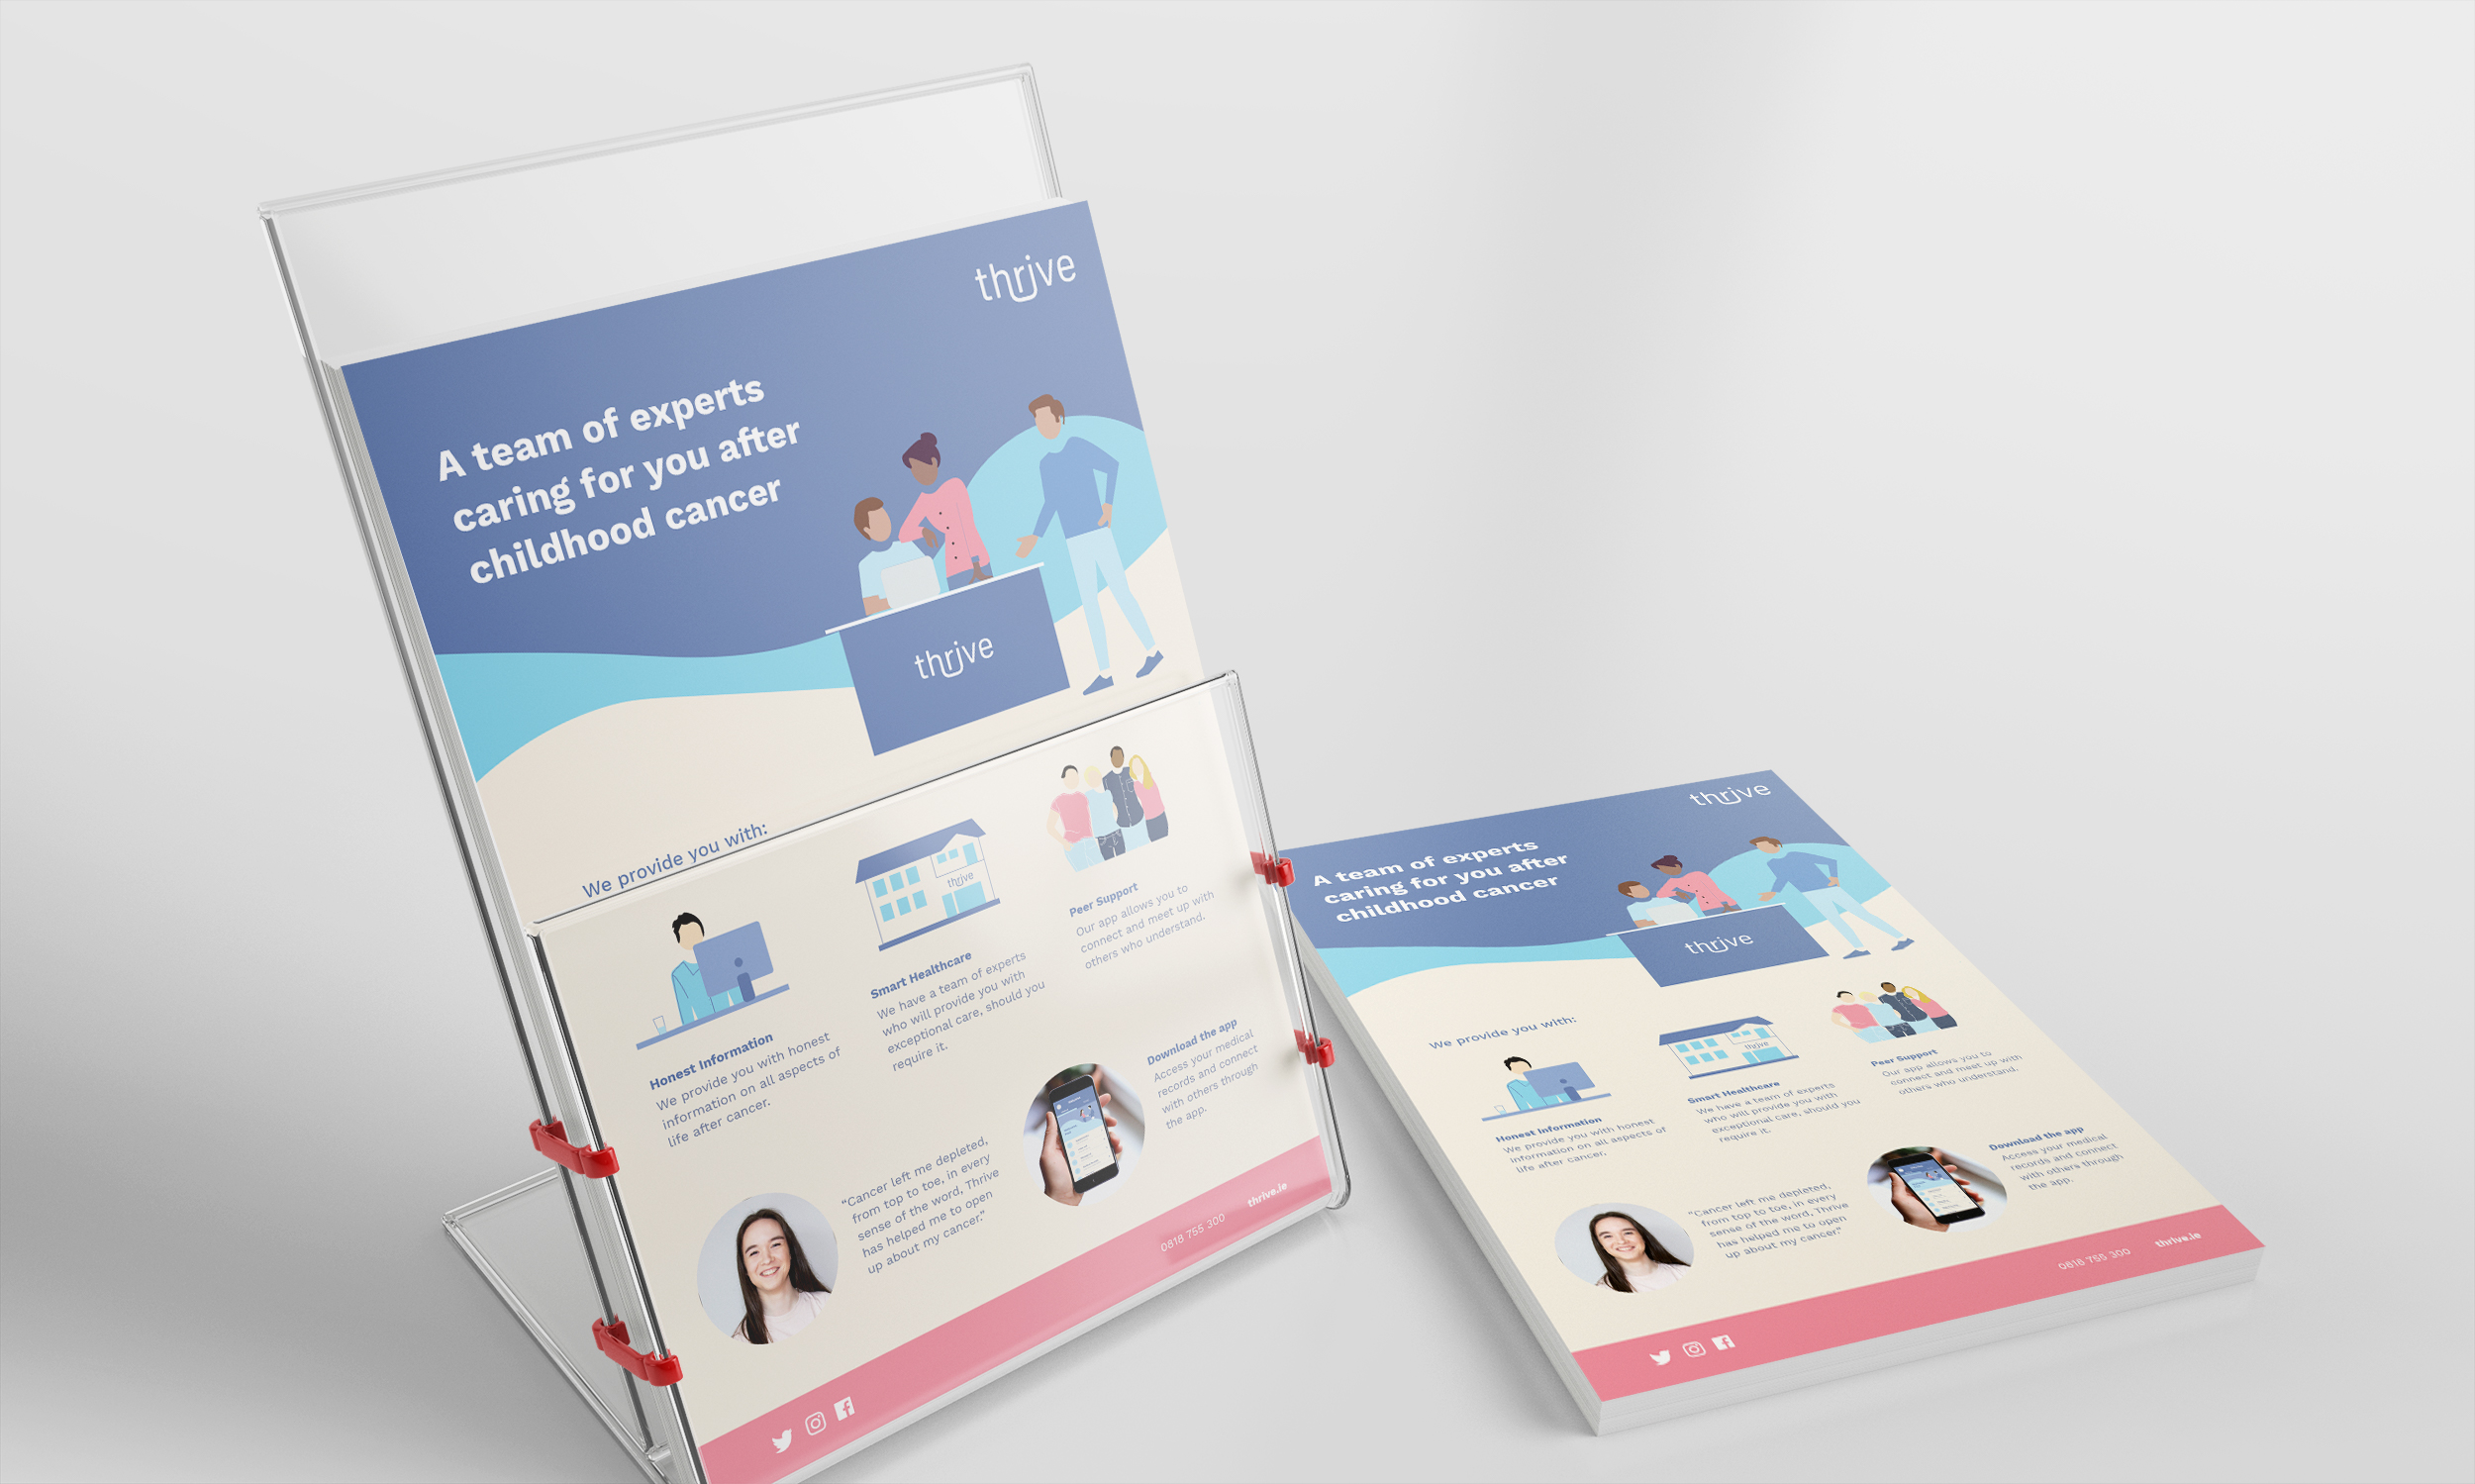 thrive
A team of experts
caring for you after
childhood cancer
thrive
We provide you with:
thrive
Honest Information
We provide you with honest
information on all aspects of
life after cancer.
Smart Healthcare
We have a team of experts
who will provide you with
exceptional care, should you
require it.
Peer Support
Our app allows you to
connect and meet up with
others who understand.
“Cancer left me depleted,
from top to toe, in every
sense of the word, Thrive
has helped me to open
up about my cancer.”
Download the app
Access your medical
records and connect
with others through
the app.
0818 755 300 thrive.ie
thrive
A team of experts
caring for you after
childhood cancer
thrive
We provide you with:
thrive
Honest Information
We provide you with honest
information on all aspects of
life after cancer.
Smart Healthcare
We have a team of experts
who will provide you with
exceptional care, should you
require it.
Peer Support
Our app allows you to
connect and meet up with
others who understand.
“Cancer left me depleted,
from top to toe, in every
sense of the word, Thrive
has helped me to open
up about my cancer.”
Download the app
Access your medical
records and connect
with others through
the app.
0818 755 300 thrive.ie